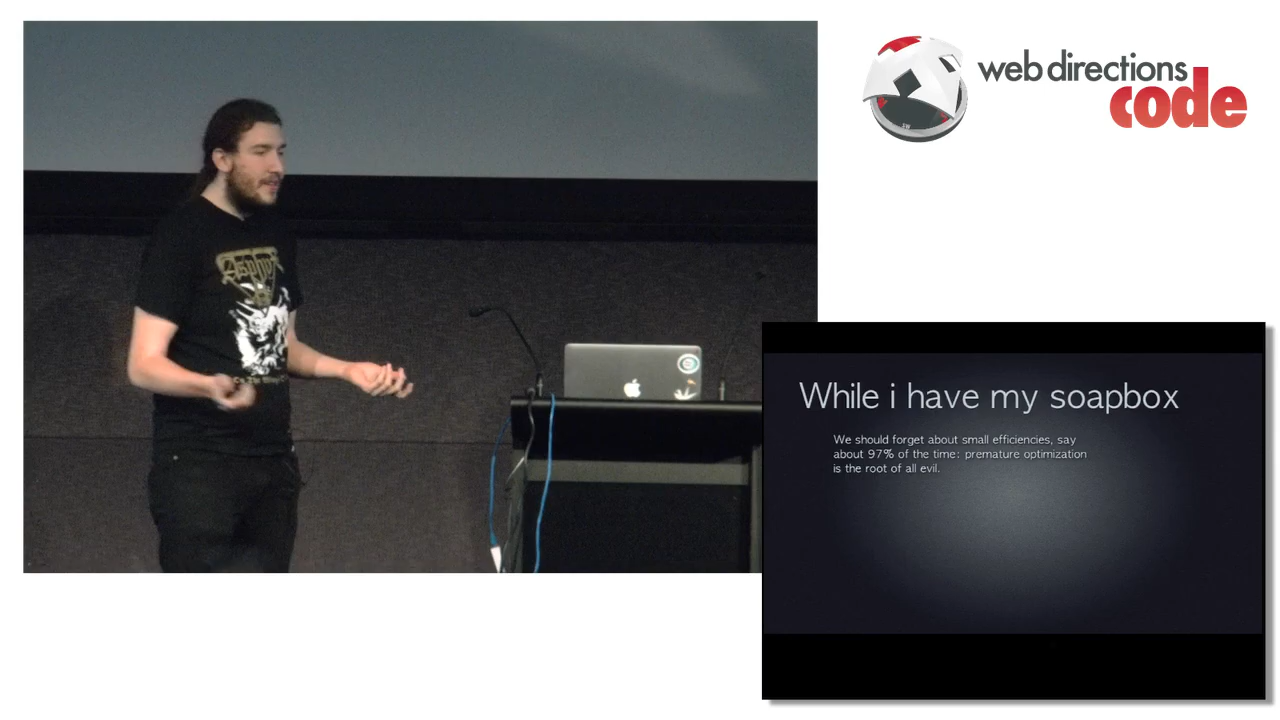 web directions
code
Asphyx
While i have my soapbox
We should forget about small efficiencies, say
about 97% of the time: premature optimization
is the root of all evil.